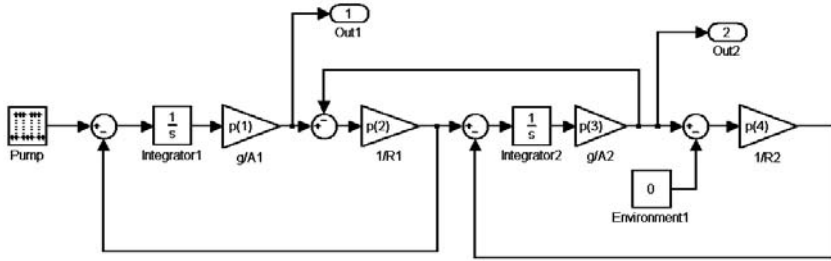 1
Out1
2
Out2
Pump
+
-
1
s
Integrator1
p(1)
g/A1
+
-
p(2)
1/R1
+
-
1
s
Integrator2
p(3)
g/A2
+
-
p(4)
1/R2
0
Environment1